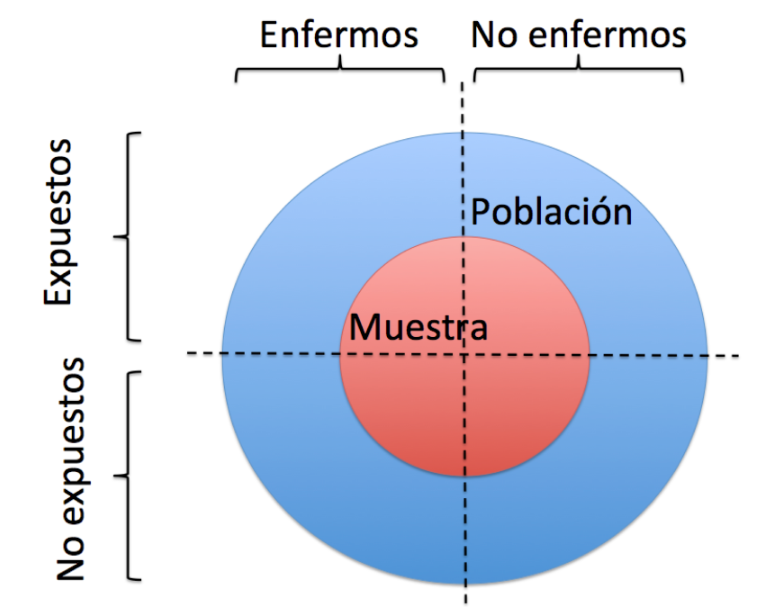 Enfermos
No enfermos
Expuestos
Población
Muestra
No expuestos